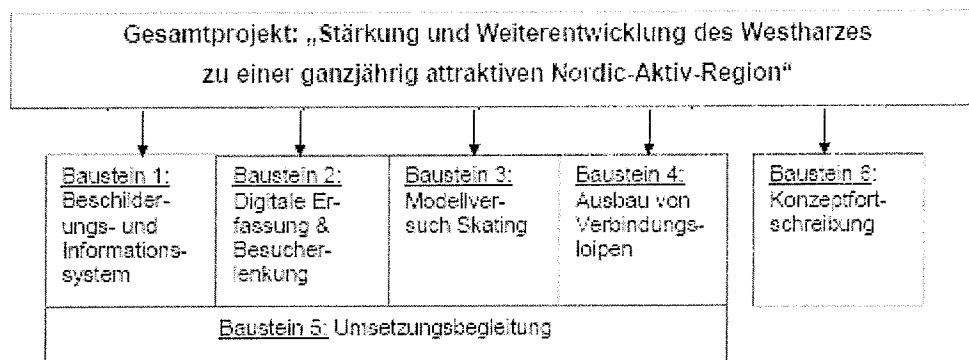 Gesamtprojekt: „Stärkung und Weiterentwicklung des Westharzes
zu einer ganzjährig attraktiven Nordic-Aktiv-Region“
Baustein 1:
Beschilder-
ungs- und
Informations-
system
Baustein 2:
Digitale Er-
fassung &
Besucher-
lenkung
Baustein 3:
Modellver-
such Skating
Baustein 4:
Ausbau von
Verbindungs-
loipen
Baustein 6:
Konzeptfort-
schreibung
Baustein 5: Umsetzungsbegleitung